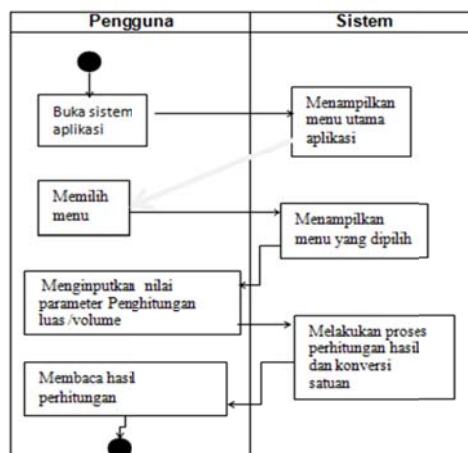 Pengguna
Sistem
Buka sistem
aplikasi
Menampilkan
menu utama
aplikasi
Memilih
menu
Menampilkan
menu yang dipilih
Menginputkan nilai
parameter Penghitungan
luas /volume
Melakukan proses
perhitungan hasil
dan konversi
satuan
Membaca hasil
perhitungan